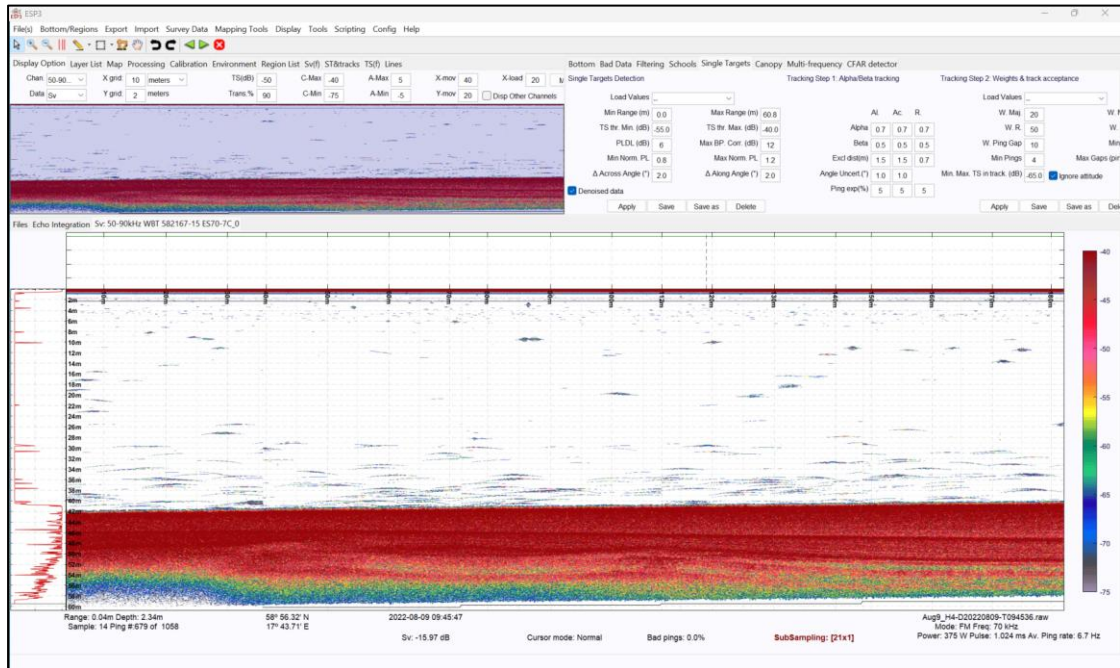 ESP3
File(s) Bottom/Regions Export Import Survey Data Mapping Tools Display Tools Scripting Config Help
Display Option Layer List Map Processing Calibration Environment Region List Sv(f) ST&tracks TS(f) Lines
Chan 50-90... X grid: 10 meters TS(dB) -50 C-Max -40 A-Max 5 X-mov 40 X-load 20
Data Sv Y grid: 2 meters Trans.% 90 C-Min -75 A-Min -5 Y-mov 20 Disp Other Channels
Bottom Bad Data Filtering Schools Single Targets Canopy Multi-frequency CFAR detector
Single Targets Detection Tracking Step 1: Alpha/Beta tracking Tracking Step 2: Weights & track acceptance
Load Values _ Load Values _
Min Range (m) 0.0 Max Range (m) 60.8 Al. Ac. R. W. Maj. 20
TS thr. Min. (dB) -55.0 TS thr. Max. (dB) -40.0 Alpha 0.7 0.7 0.7 W. R. 50 W.
PLDL (dB) 6 Max BP. Corr. (dB) 12 Beta 0.5 0.5 0.5 W. Ping Gap 10 Min
Min Norm. PL 0.8 Max Norm. PL 1.2 Excl dist(m) 1.5 1.5 0.7 Min Pings 4 Max Gaps (pin
Δ Across Angle (°) 2.0 Δ Along Angle (°) 2.0 Angle Uncert.(°) 1.0 1.0 Min. Max. TS in track. (dB) -65.0 Ignore attitude
Denoised data Ping exp(%) 5 5 5
Apply Save Save as Delete Apply Save Save as Del
Files Echo Integration Sv: 50-90kHz WBT 582167-15 ES70-7C_0
2m
4m
6m
8m
10m
12m
14m
16m
18m
20m
22m
24m
26m
28m
30m
32m
34m
36m
38m
40m
-40
-45
-50
-55
-60
-65
-70
-75
Range: 0.04m Depth: 2.34m 58° 56.32' N 2022-08-09 09:45:47 Aug9_H4-D20220809-T094536.raw
Sample: 14 Ping #:679 of 1058 17° 43.71' E Mode: FM Freq: 70 kHz
Sv: -15.97 dB Cursor mode: Normal Bad pings: 0.0% SubSampling: [21x1] Power: 375 W Pulse: 1.024 ms Av. Ping rate: 6.7 Hz